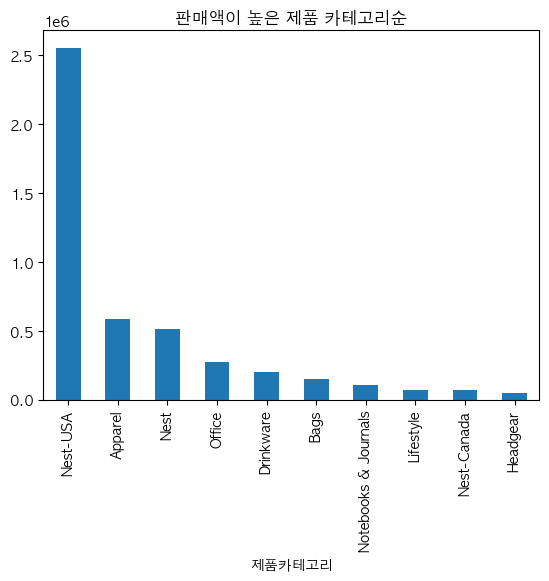 판매액이 높은 제품 카테고리순
1e6
2.5
2.0
1.5
1.0
0.5
0.0
Nest-USA
Apparel
Nest
Office
Drinkware
Bags
Notebooks & Journals
Lifestyle
Nest-Canada
Headgear
제품카테고리